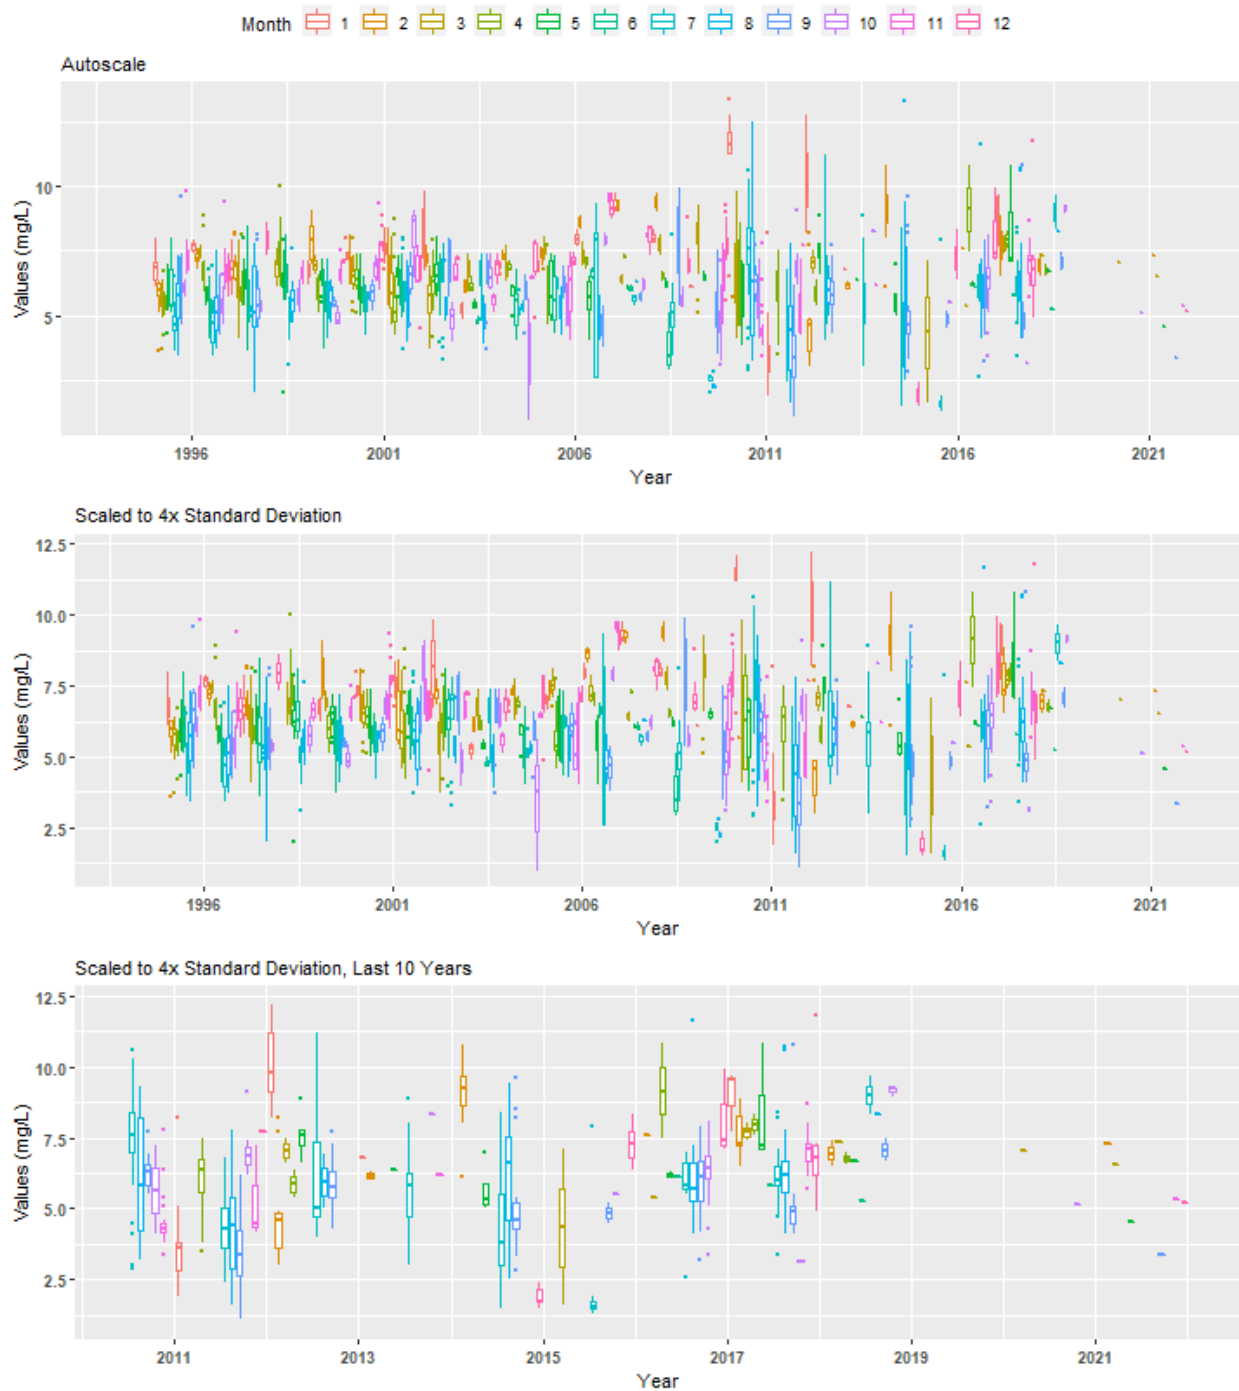 Month 1 2 3 4 5 6 7 8 9 10 11 12
Autoscale
10
5
Values (mg/L)
1996 2001 2006 2011 2016 2021
Year
Scaled to 4x Standard Deviation
12.5
10.0
7.5
5.0
2.5
Values (mg/L)
1996 2001 2006 2011 2016 2021
Year
Scaled to 4x Standard Deviation, Last 10 Years
12.5
10.0
7.5
5.0
2.5
Values (mg/L)
2011 2013 2015 2017 2019 2021
Year